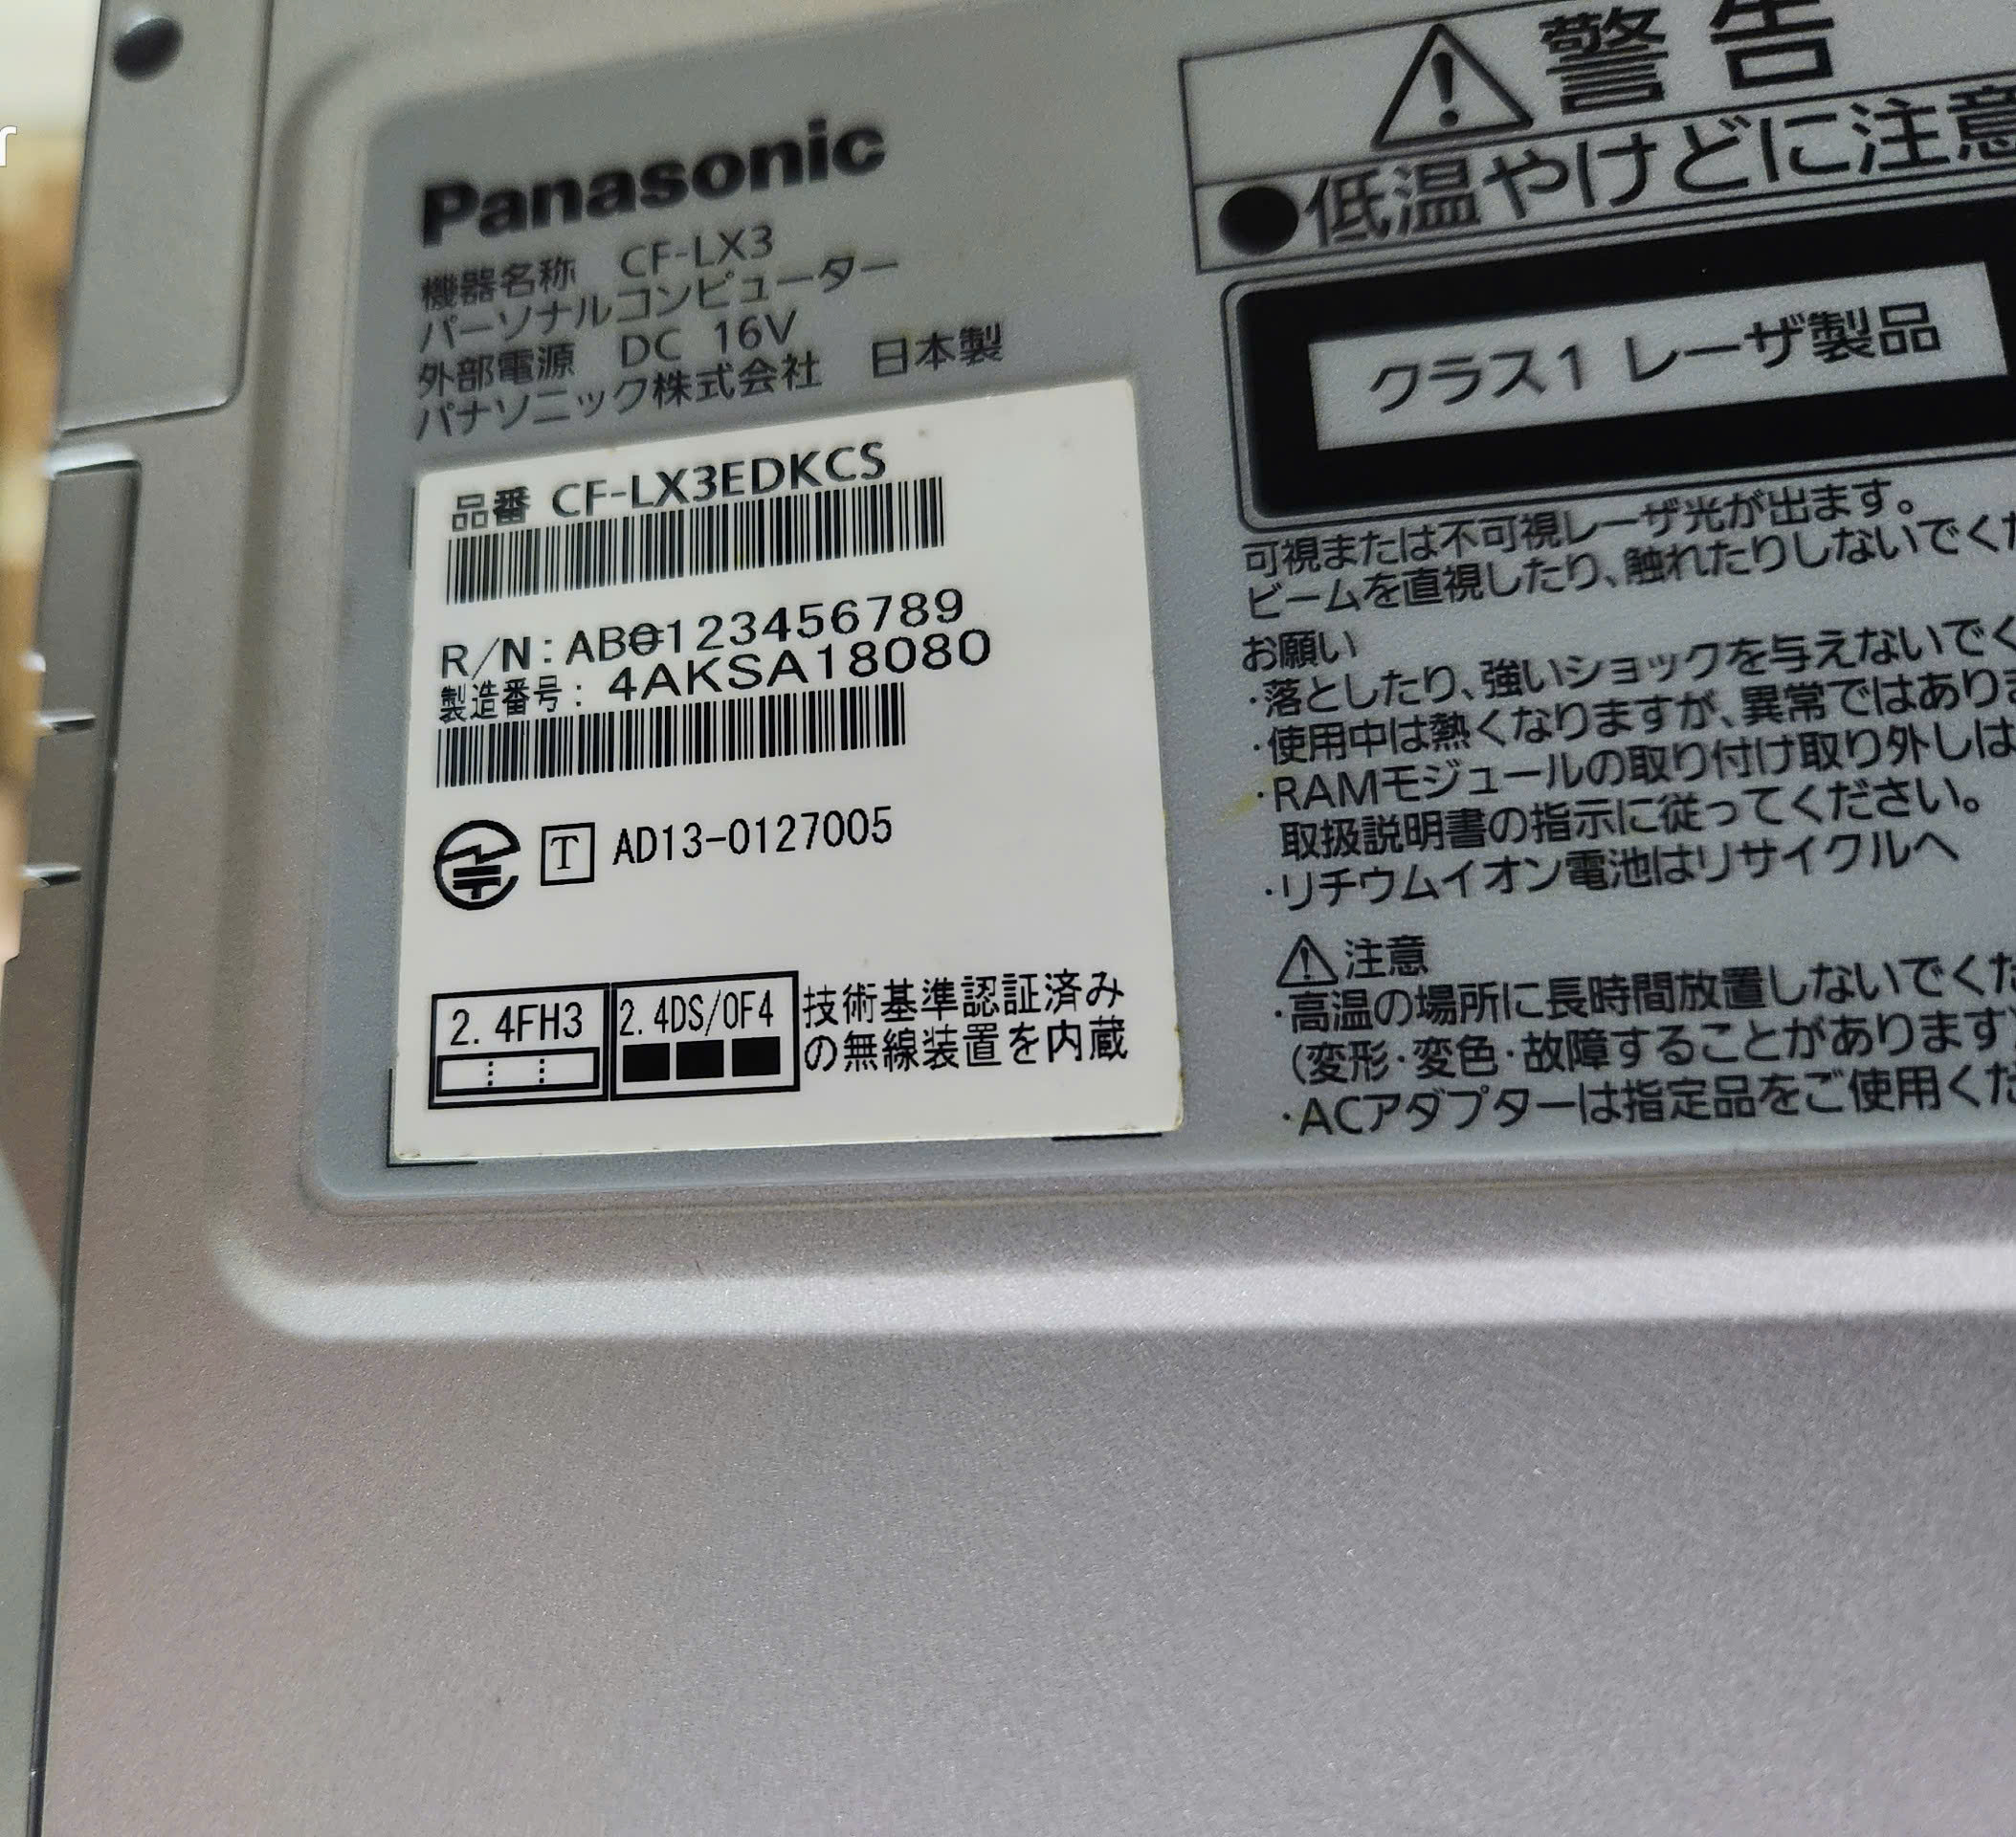 Panasonic
機器名称 CF-LX3
パーソナルコンピューター
外部電源 DC 16V
パナソニック株式会社 日本製
品番 CF-LX3EDKCS
R/N:AB0123456789
製造番号: 4AKSA18080
T AD13-0127005
2.4FH3
2.4DS/OF4
技術基準認証済み
の無線装置を内蔵
警告
●低温やけどに注意
クラス1 レーザ製品
可視または不可視レーザ光が出ます。
ビームを直視したり、触れたりしないでくだ
お願い
・落としたり、強いショックを与えないでく
・使用中は熱くなりますが、異常ではありま
・RAMモジュールの取り付け取り外しは
取扱説明書の指示に従ってください。
・リチウムイオン電池はリサイクルへ
注意
・高温の場所に長時間放置しないでくだ
(変形・変色・故障することがあります
・ACアダプターは指定品をご使用くだ